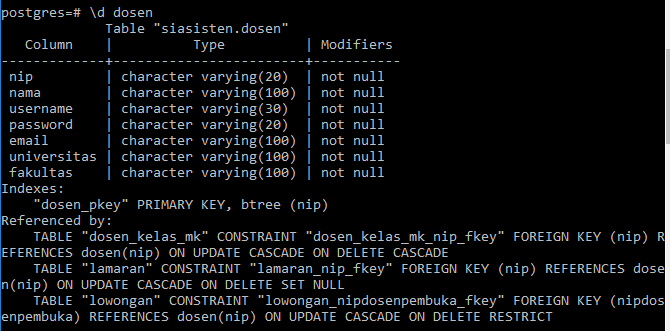 postgres=# \d dosen
             Table "siasisten.dosen"
   Column    |          Type          | Modifiers
-------------+------------------------+-----------
 nip         | character varying(20)  | not null
 nama        | character varying(100) | not null
 username    | character varying(30)  | not null
 password    | character varying(20)  | not null
 email       | character varying(100) | not null
 universitas | character varying(100) | not null
 fakultas    | character varying(100) | not null
Indexes:
    "dosen_pkey" PRIMARY KEY, btree (nip)
Referenced by:
    TABLE "dosen_kelas_mk" CONSTRAINT "dosen_kelas_mk_nip_fkey" FOREIGN KEY (nip) R
EFERENCES dosen(nip) ON UPDATE CASCADE ON DELETE CASCADE
    TABLE "lamaran" CONSTRAINT "lamaran_nip_fkey" FOREIGN KEY (nip) REFERENCES dose
n(nip) ON UPDATE CASCADE ON DELETE SET NULL
    TABLE "lowongan" CONSTRAINT "lowongan_nipdosenpembuka_fkey" FOREIGN KEY (nipdos
enpembuka) REFERENCES dosen(nip) ON UPDATE CASCADE ON DELETE RESTRICT